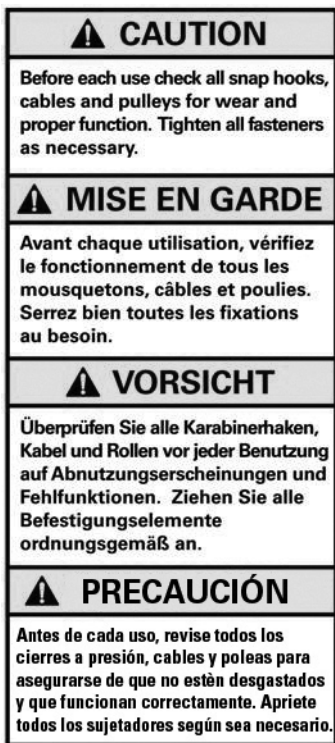 CAUTION
Before each use check all snap hooks,
cables and pulleys for wear and
proper function. Tighten all fasteners
as necessary.
MISE EN GARDE
Avant chaque utilisation, vérifiez
le fonctionnement de tous les
mousquetons, câbles et poulies.
Serrez bien toutes les fixations
au besoin.
VORSICHT
Überprüfen Sie alle Karabinerhaken,
Kabel und Rollen vor jeder Benutzung
auf Abnutzungserscheinungen und
Fehlfunktionen. Ziehen Sie alle
Befestigungselemente
ordnungsgemäß an.
PRECAUCIÓN
Antes de cada uso, revise todos los
cierres a presión, cables y poleas para
asegurarse de que no estèn desgastados
y que funcionan correctamente. Apriete
todos los sujetadores según sea necesario.